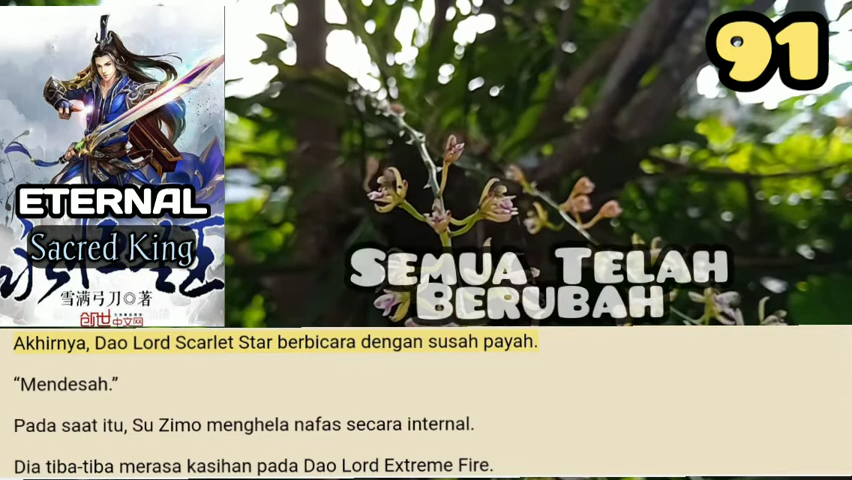 91
ETERNAL
Sacred King
雪满弓刀◎著
创世中文网
SEMUA TELAH
BERUBAH
Akhirnya, Dao Lord Scarlet Star berbicara dengan susah payah.
“Mendesah.”
Pada saat itu, Su Zimo menghela nafas secara internal.
Dia tiba-tiba merasa kasihan pada Dao Lord Extreme Fire.